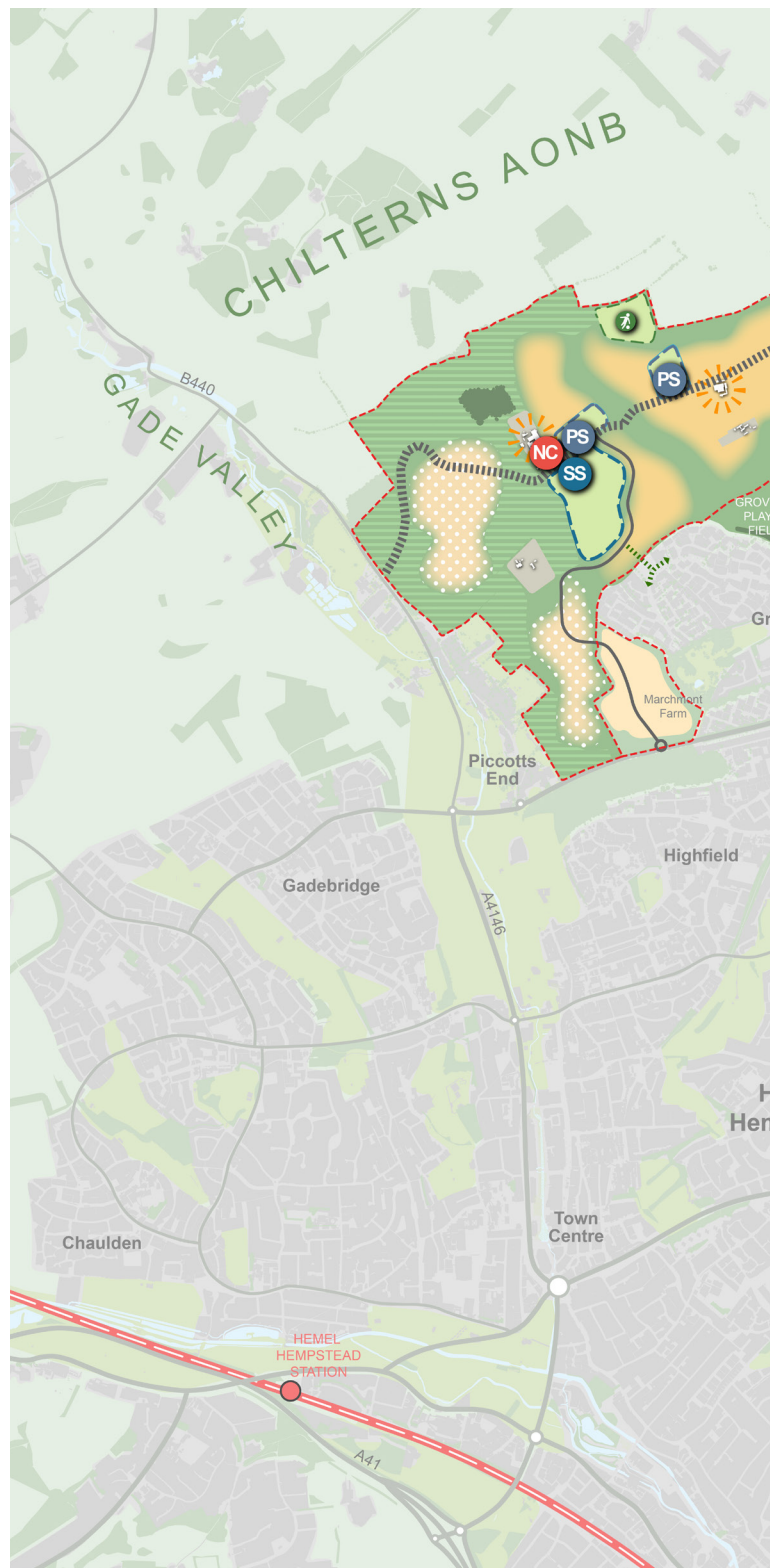 CHILTERNS AONB
B440
GADE VALLEY
PS
PS
NC
SS
PLAY
Marchmont
Farm
Piccotts
End
Highfield
Gadebridge
A4146
Town
Centre
Chaulden
HEMEL
HEMPSTEAD
STATION
A41